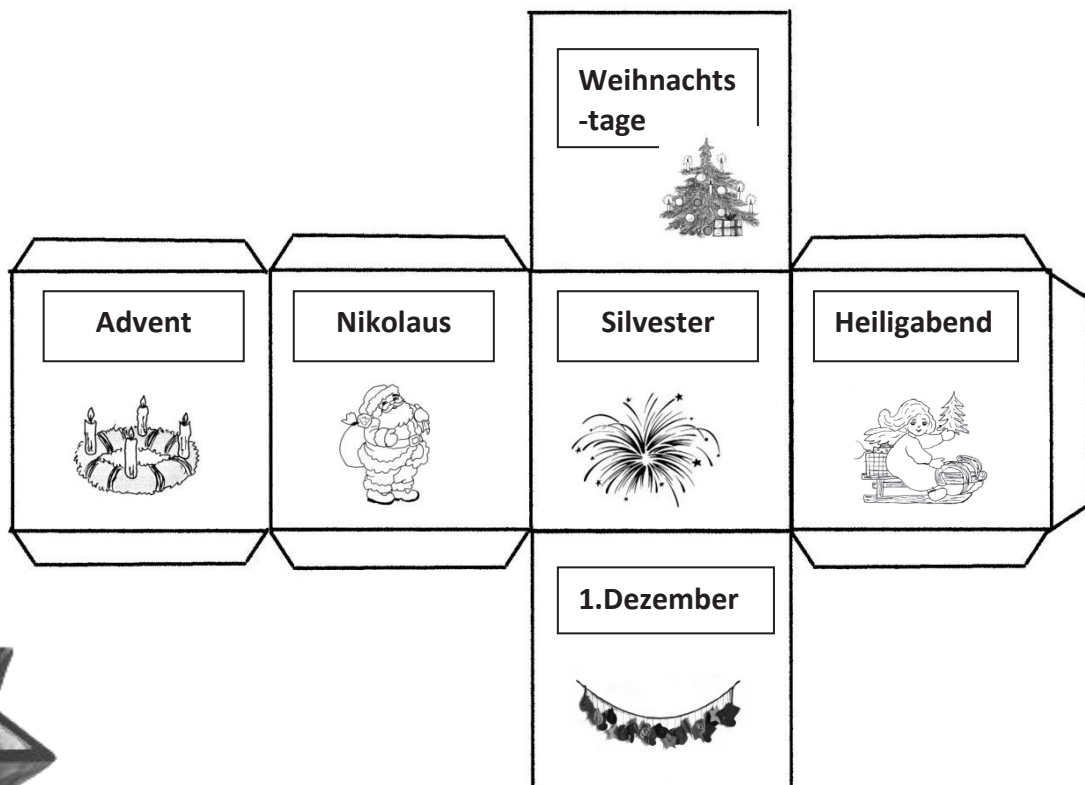 Weihnachts
-tage
Advent
Nikolaus
Silvester
Heiligabend
1.Dezember